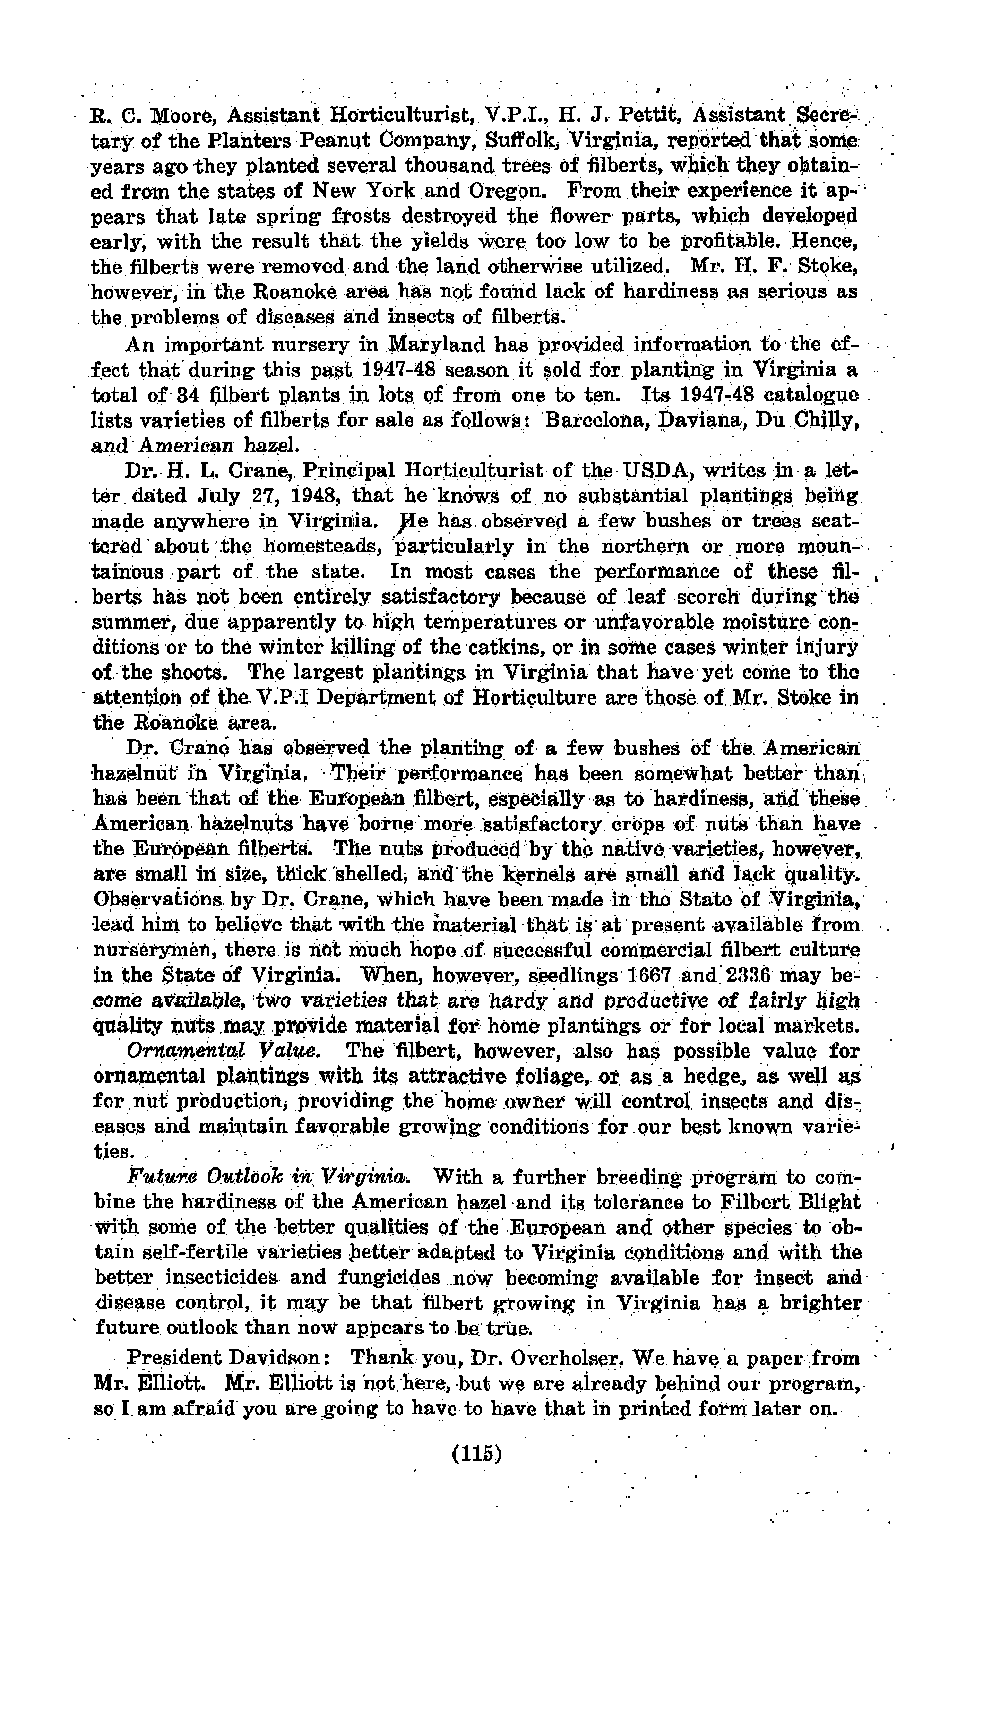 R. C. Moore, Assistant Horticulturist, V.P.I., H. J. Pettit, Assistant Secre-
tary of the Planters Peanut Company, Suffolk, Virginia, reported that some
years ago they planted several thousand trees of filberts, which they obtain-
ed from the states of New York and Oregon. From their experience it ap-
pears that late spring frosts destroyed the flower parts, which developed
early, with the result that the yields were too low to be profitable. Hence,
the filberts were removed and the land otherwise utilized. Mr. H. F. Stoke,
however, in the Roanoke area has not found lack of hardiness as serious as
the problems of diseases and insects of filberts.
An important nursery in Maryland has provided information to the ef-
fect that during this past 1947-48 season it sold for planting in Virginia a
total of 34 filbert plants in lots of from one to ten. Its 1947-48 catalogue
lists varieties of filberts for sale as follows: Barcelona, Daviana, Du Chilly,
and American hazel.
Dr. H. L. Crane, Principal Horticulturist of the USDA, writes in a let-
ter dated July 27, 1948, that he knows of no substantial plantings being
made anywhere in Virginia. He has observed a few bushes or trees scat-
tered about the homesteads, particularly in the northern or more moun-
tainous part of the state. In most cases the performance of these fil-
berts has not been entirely satisfactory because of leaf scorch during the
summer, due apparently to high temperatures or unfavorable moisture con-
ditions or to the winter killing of the catkins, or in some cases winter injury
of the shoots. The largest plantings in Virginia that have yet come to the
attention of the V.P.I Department of Horticulture are those of Mr. Stoke in
the Roanoke area.
Dr. Crane has observed the planting of a few bushes of the American
hazelnut in Virginia. Their performance has been somewhat better than
has been that of the European filbert, especially as to hardiness, and these
American hazelnuts have borne more satisfactory crops of nuts than have
the European filberts. The nuts produced by the native varieties, however,
are small in size, thick shelled, and the kernels are small and lack quality.
Observations by Dr. Crane, which have been made in the State of Virginia,
lead him to believe that with the material that is at present available from
nurserymen, there is not much hope of successful commercial filbert culture
in the State of Virginia. When, however, seedlings 1667 and 2336 may be-
come available, two varieties that are hardy and productive of fairly high
quality nuts may provide material for home plantings or for local markets.
Ornamental Value. The filbert, however, also has possible value for
ornamental plantings with its attractive foliage, or as a hedge, as well as
for nut production, providing the home owner will control insects and dis-
eases and maintain favorable growing conditions for our best known varie-
ties.
Future Outlook in Virginia. With a further breeding program to com-
bine the hardiness of the American hazel and its tolerance to Filbert Blight
with some of the better qualities of the European and other species to ob-
tain self-fertile varieties better adapted to Virginia conditions and with the
better insecticides and fungicides now becoming available for insect and
disease control, it may be that filbert growing in Virginia has a brighter
future outlook than now appears to be true.
President Davidson: Thank you, Dr. Overholser. We have a paper from
Mr. Elliott. Mr. Elliott is not here, but we are already behind our program,
so I am afraid you are going to have to have that in printed form later on.
(115)